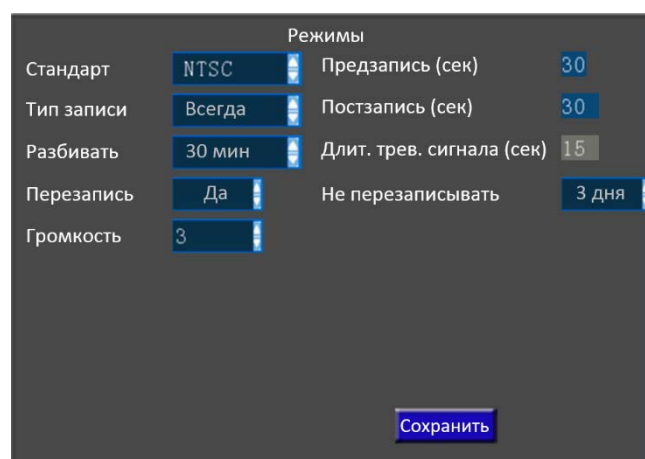 Режимы
Стандарт NTSC Предзапись (сек) 30
Тип записи Всегда Постзапись (сек) 30
Разбивать 30 мин Длит. трев. сигнала (сек) 15
Перезапись Да Не перезаписывать 3 дня
Громкость 3
Сохранить